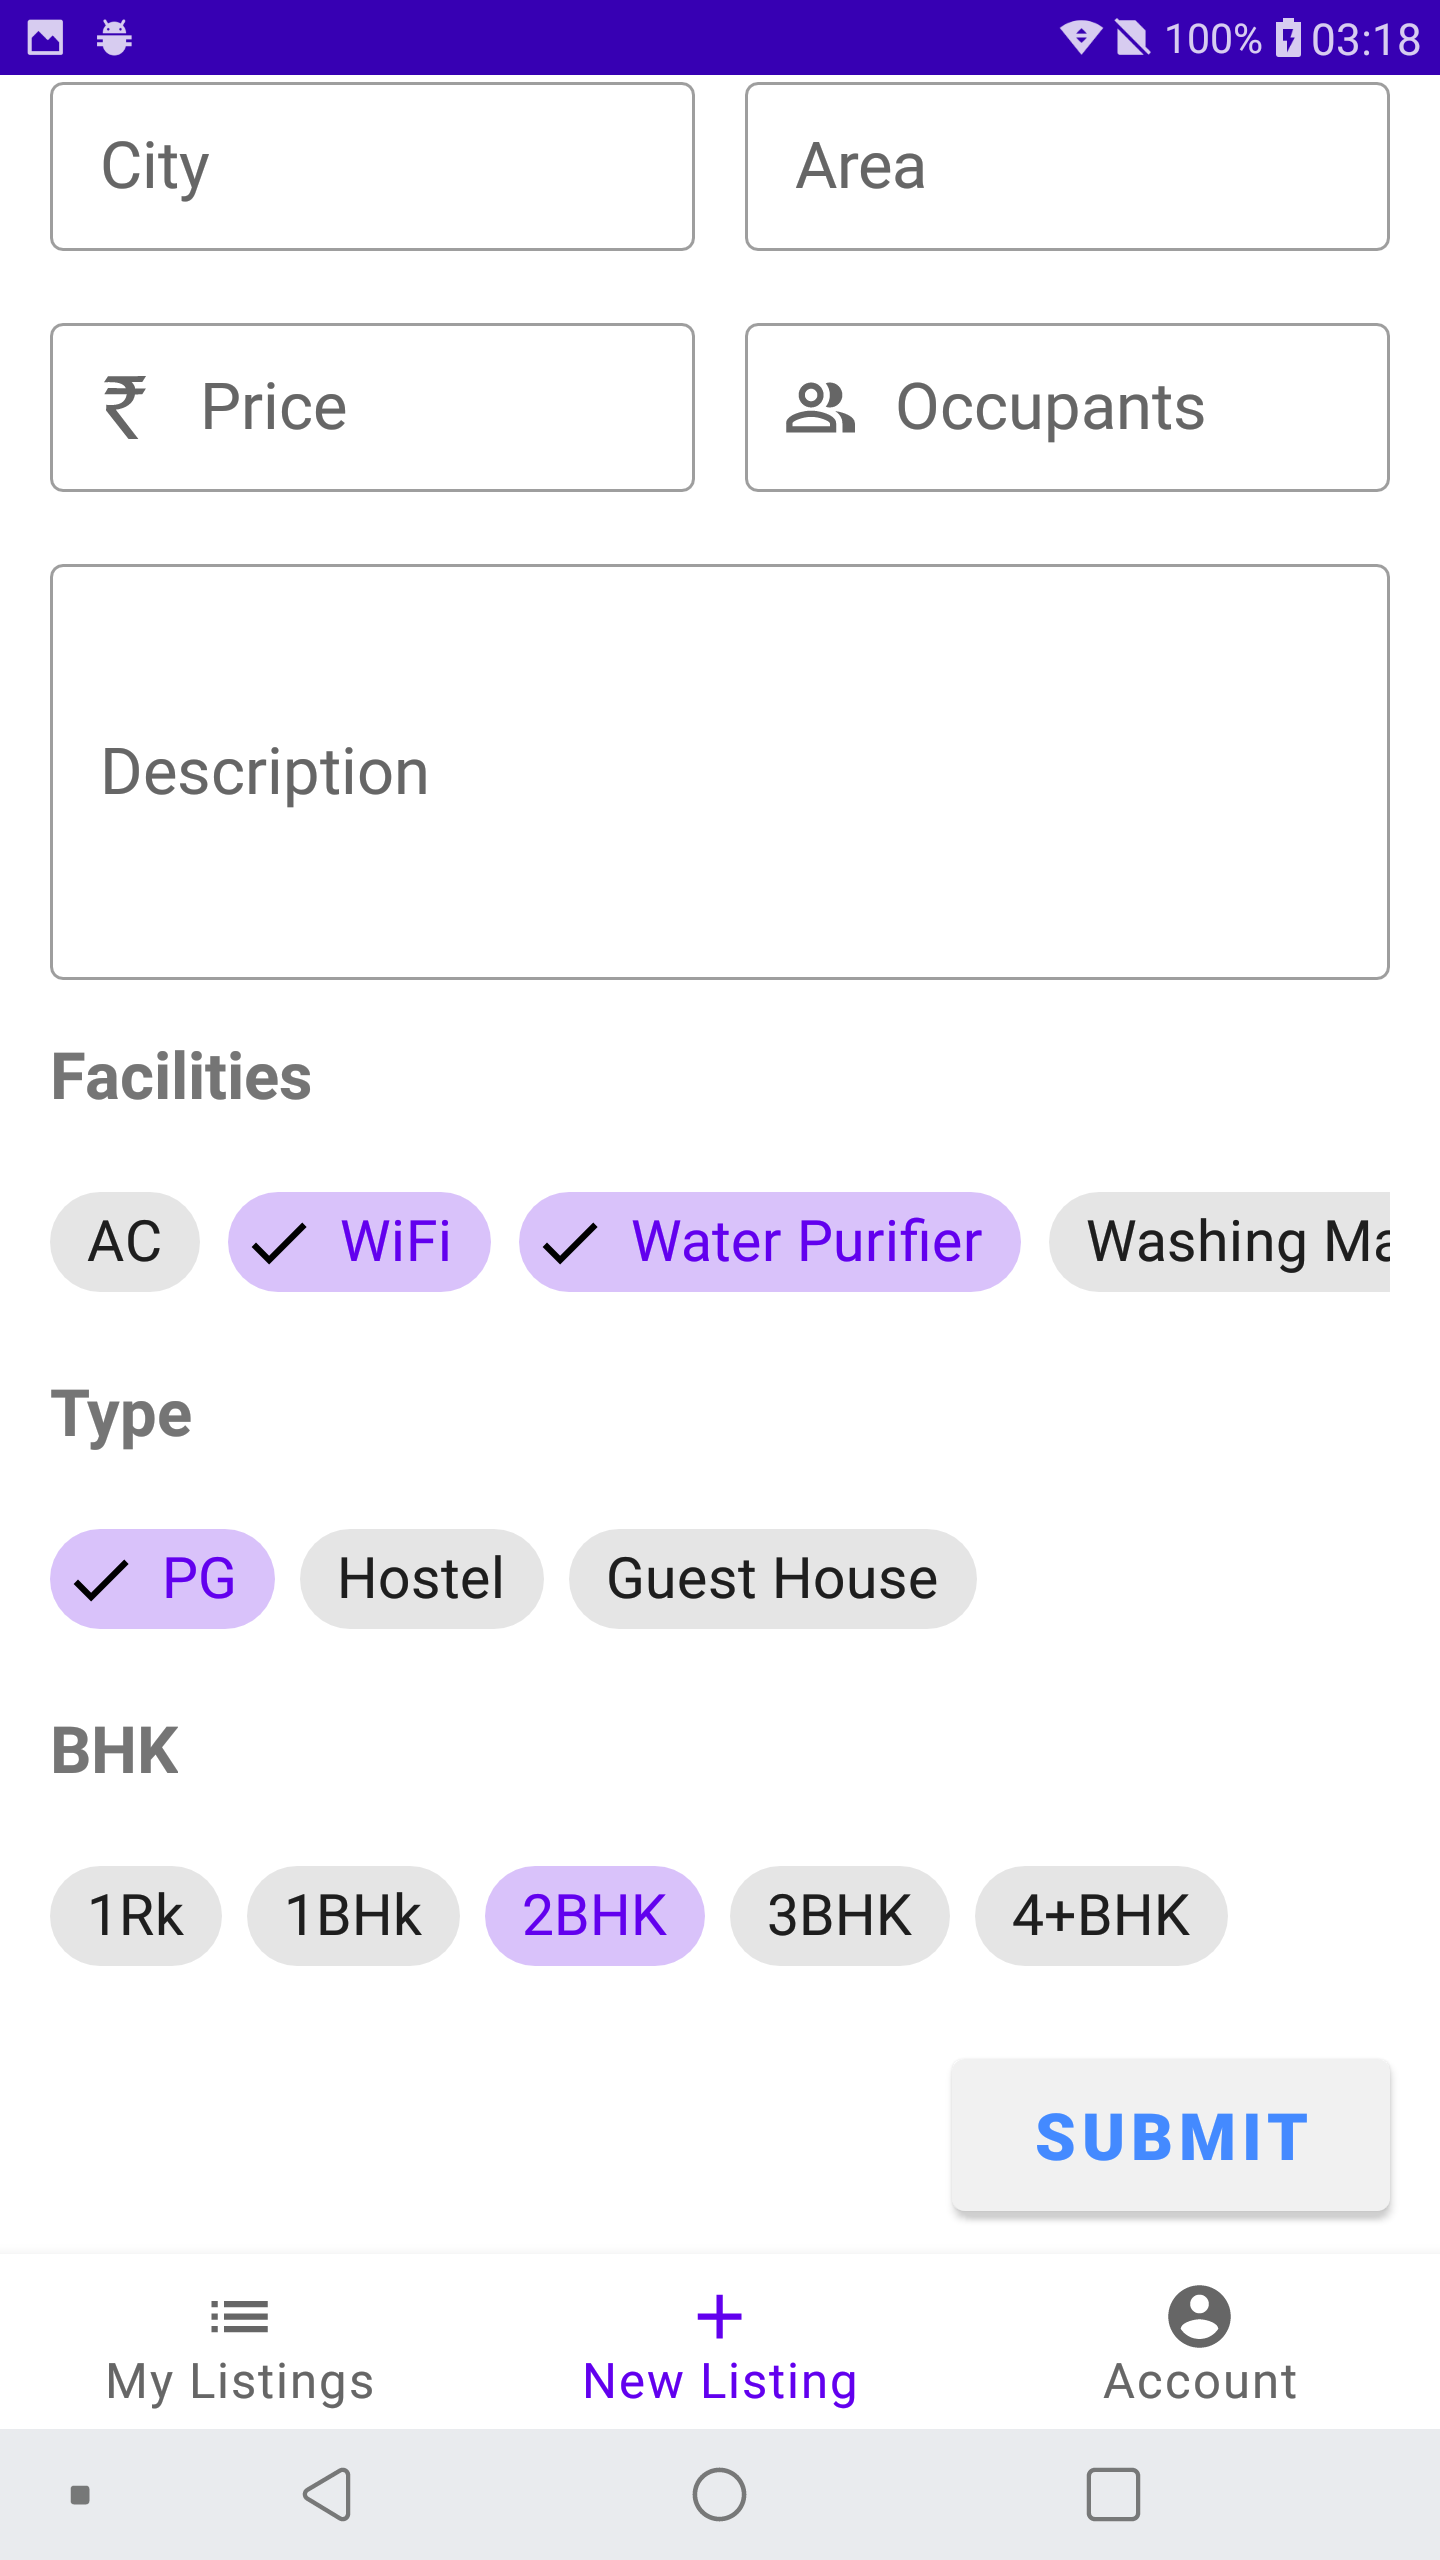 100% 03:18
City Area
Price Occupants
Description
Facilities
AC WiFi Water Purifier Washing
Type
PG Hostel Guest House
BHK
1Rk 1BHk 2BHK 3BHK 4+BHK
SUBMIT
My Listings New Listing Account